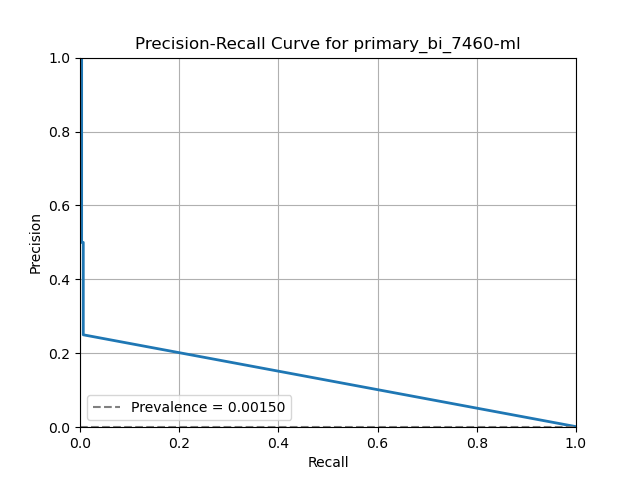 Precision-Recall Curve for primary_bi_7460-ml
1.0
0.8
0.6
0.4
0.2
0.0
Precision
Prevalence = 0.00150
0.0 0.2 0.4 0.6 0.8 1.0
Recall